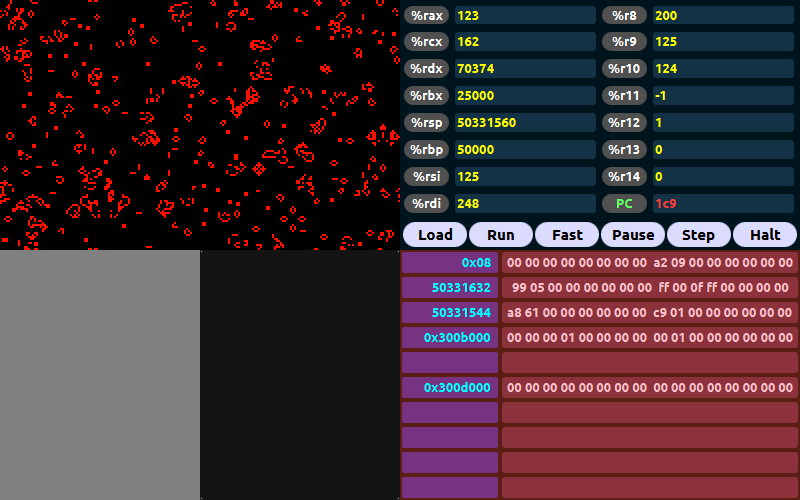 %rax 123 %r8 200
%rcx 162 %r9 125
%rdx 70374 %r10 124
%rbx 25000 %r11 -1
%rsp 50331560 %r12 1
%rbp 50000 %r13 0
%rsi 125 %r14 0
%rdi 248 PC 1c9
Load Run Fast Pause Step Halt
0x08 00 00 00 00 00 00 00 00 a2 09 00 00 00 00 00 00
50331632 99 05 00 00 00 00 00 00 ff 00 0f ff 00 00 00 00
50331544 a8 61 00 00 00 00 00 00 c9 01 00 00 00 00 00 00
0x300b000 00 00 00 01 00 00 00 00 00 01 00 00 00 00 00 00
0x300d000 00 00 00 00 00 00 00 00 00 00 00 00 00 00 00 00